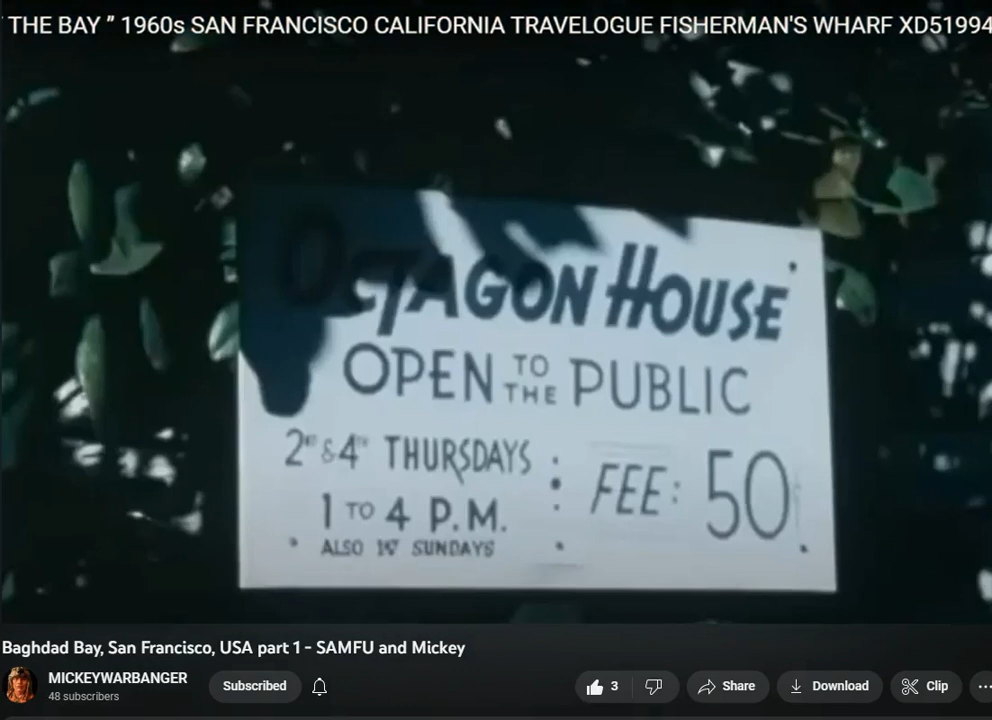 THE BAY ” 1960s SAN FRANCISCO CALIFORNIA TRAVELOGUE FISHERMAN'S WHARF XD51994
OCTAGON HOUSE
OPEN TO THE PUBLIC
2ND & 4TH THURSDAYS
1 TO 4 P.M.
ALSO 1ST SUNDAYS
FEE: 50
Baghdad Bay, San Francisco, USA part 1 - SAMFU and Mickey
MICKEYWARBANGER
48 subscribers
Subscribed
3
Share
Download
Clip